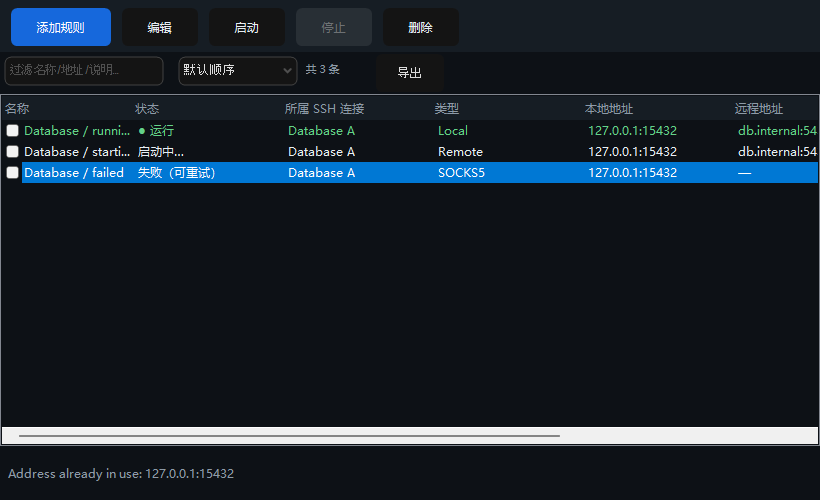 添加规则 编辑 启动 停止 删除
过滤名称/地址/说明... 默认顺序 共 3 条 导出
名称 状态 所属 SSH 连接 类型 本地地址 远程地址
Database / runni... ● 运行 Database A Local 127.0.0.1:15432 db.internal:54
Database / starti... 启动中... Database A Remote 127.0.0.1:15432 db.internal:54
Database / failed 失败（可重试） Database A SOCKS5 127.0.0.1:15432 —
Address already in use: 127.0.0.1:15432